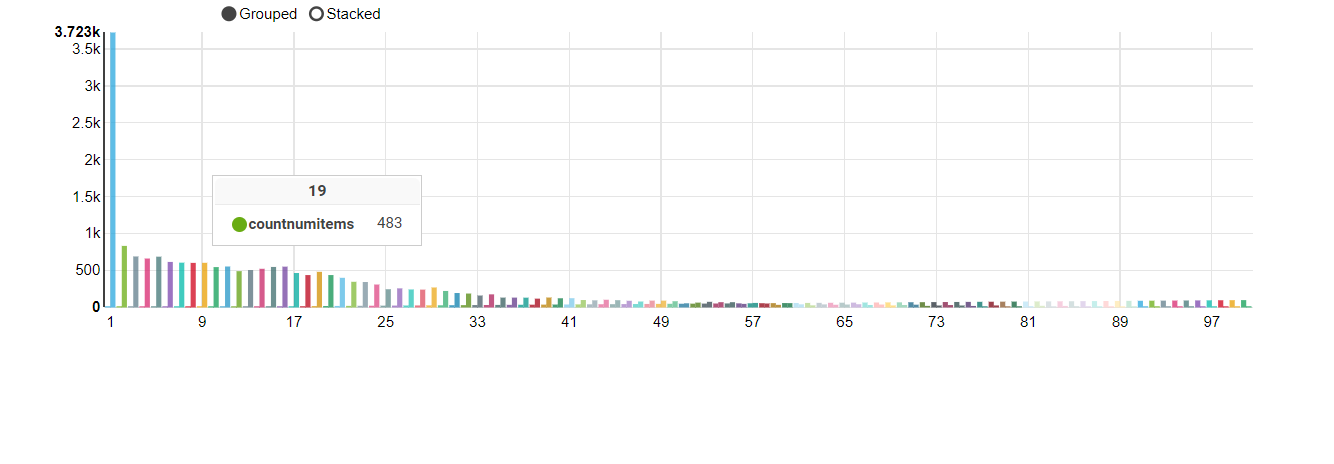 Grouped Stacked
3.723k
3.5k
3k
2.5k
2k
1.5k
1k
500
0
19
countnumitems 483
1 9 17 25 33 41 49 57 65 73 81 89 97